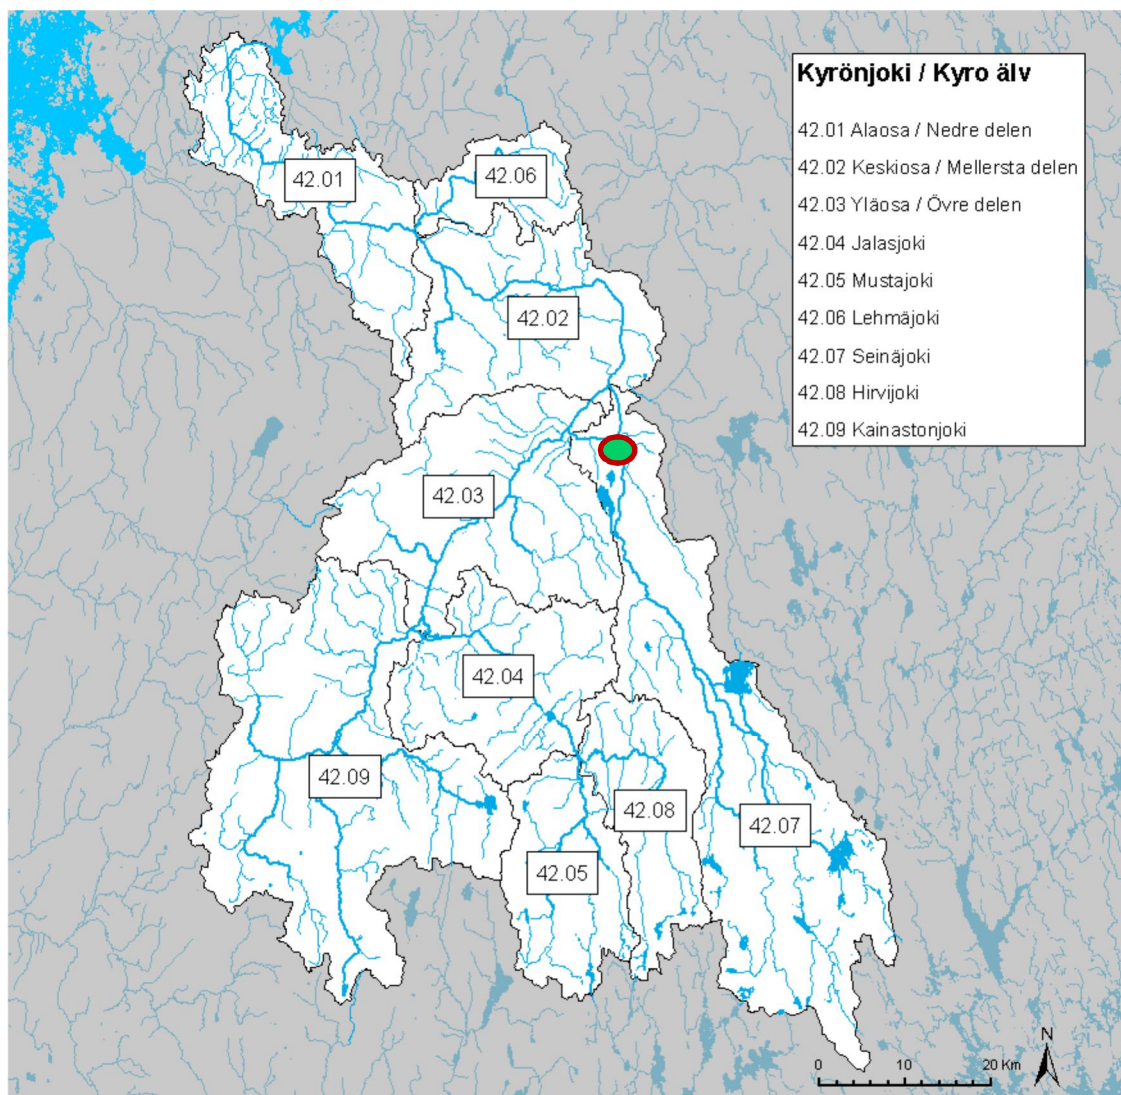 Kyrönjoki / Kyro älv
42.01 Alaosa / Nedre delen
42.02 Keskiosa / Mellersta delen
42.03 Yläosa / Övre delen
42.04 Jalasjoki
42.05 Mustajoki
42.06 Lehmäjoki
42.07 Seinäjoki
42.08 Hirvijoki
42.09 Kainastonjoki
42.01
42.06
42.02
42.03
42.04
42.09
42.08
42.07
42.05
N
0 10 20 Km